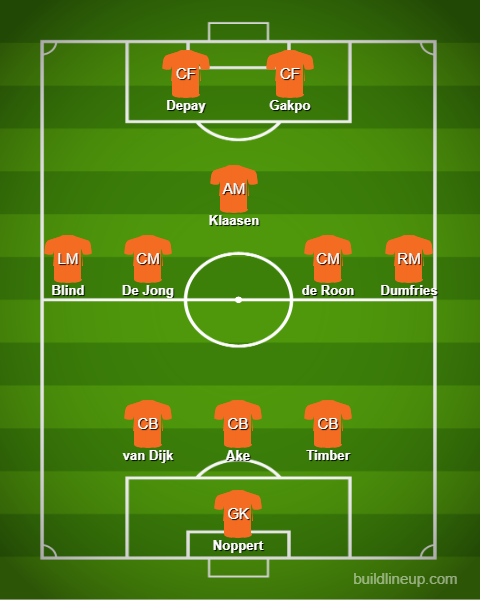 CF
CF
Depay
Gakpo
AM
Klaasen
LM
CM
CM
RM
Blind
De Jong
de Roon
Dumfries
CB
CB
CB
van Dijk
Ake
Timber
GK
Noppert
buildlineup.com